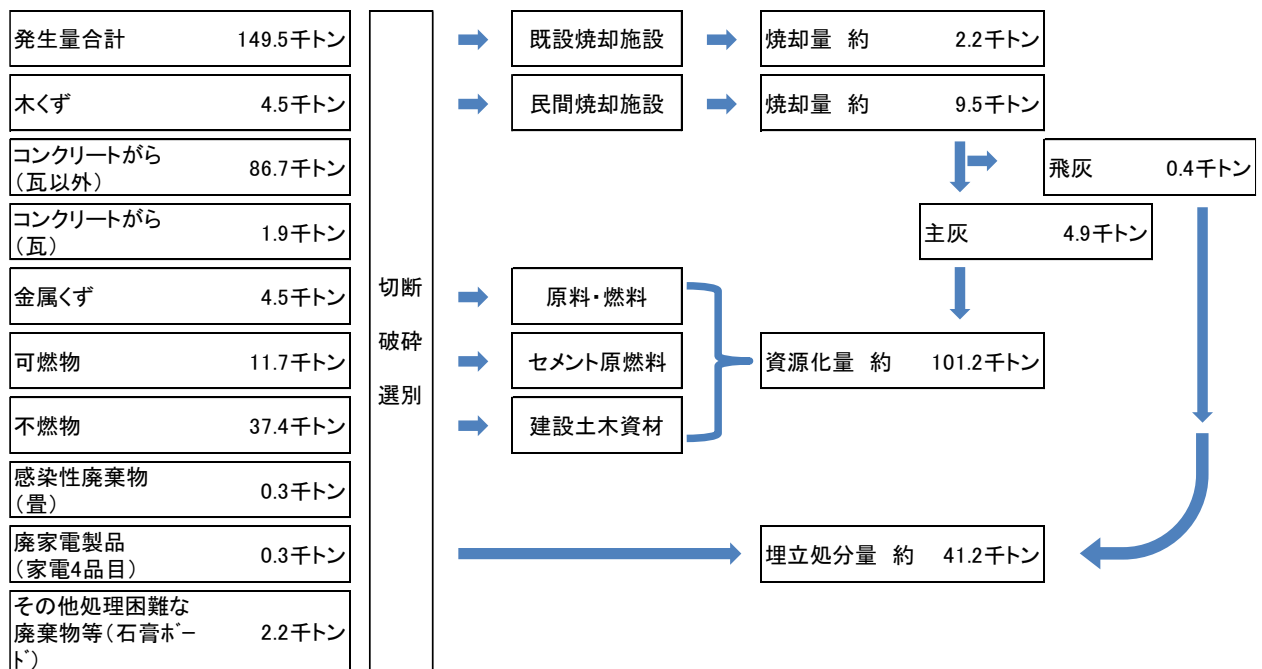 発生量合計 149.5千トン
木くず 4.5千トン
コンクリートがら
（瓦以外） 86.7千トン
コンクリートがら
（瓦） 1.9千トン
金属くず 4.5千トン
可燃物 11.7千トン
不燃物 37.4千トン
感染性廃棄物
（畳） 0.3千トン
廃家電製品
（家電4品目） 0.3千トン
その他処理困難な
廃棄物等（石膏ﾎﾞｰ
ﾄﾞ） 2.2千トン
切断
破砕
選別
既設焼却施設
焼却量　約 2.2千トン
民間焼却施設
焼却量　約 9.5千トン
飛灰 0.4千トン
主灰 4.9千トン
原料・燃料
セメント原燃料
資源化量　約 101.2千トン
建設土木資材
埋立処分量　約 41.2千トン